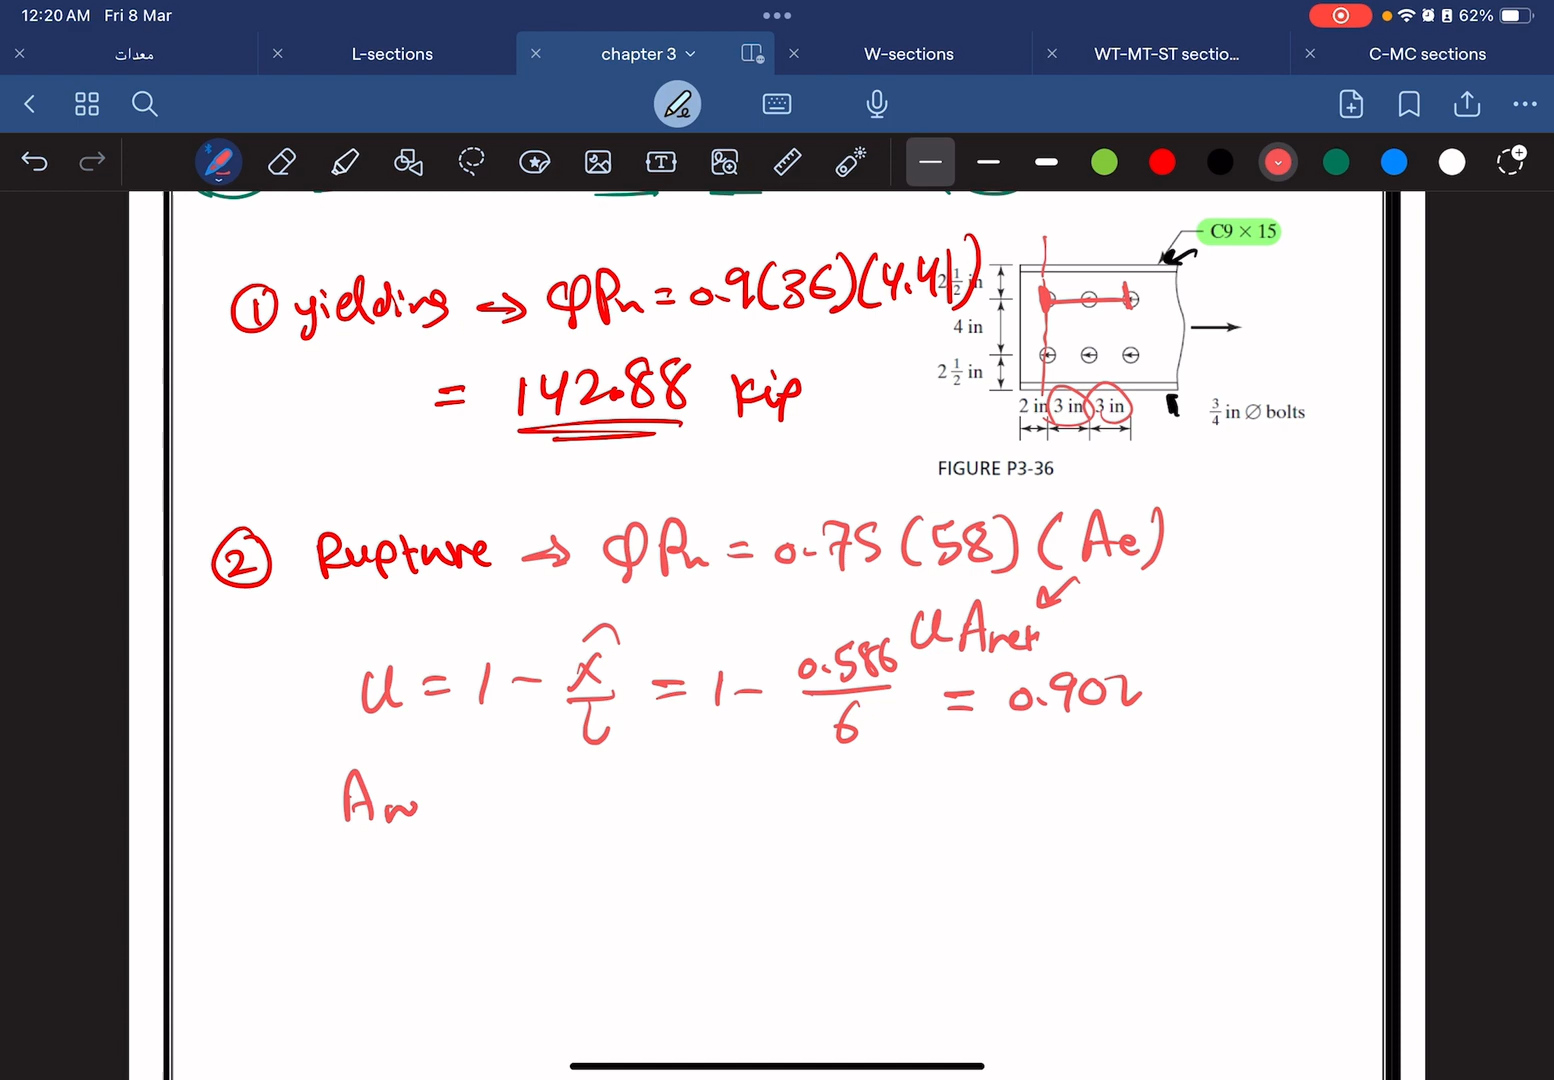 12:20 AM Fri 8 Mar
62%
معدات
L-sections
chapter 3
W-sections
WT-MT-ST sectio...
C-MC sections
① yielding → φPn = 0.9(36)(4.41)
= 142.88 kip
C9 × 15
2 1/2 in
4 in
2 1/2 in
2 in 3 in 3 in
3/4 in ∅ bolts
FIGURE P3-36
② Rupture → φPn = 0.75 (58) (Ae)
U Anet
U = 1 - x̄/L = 1 - 0.586/6 = 0.902
An